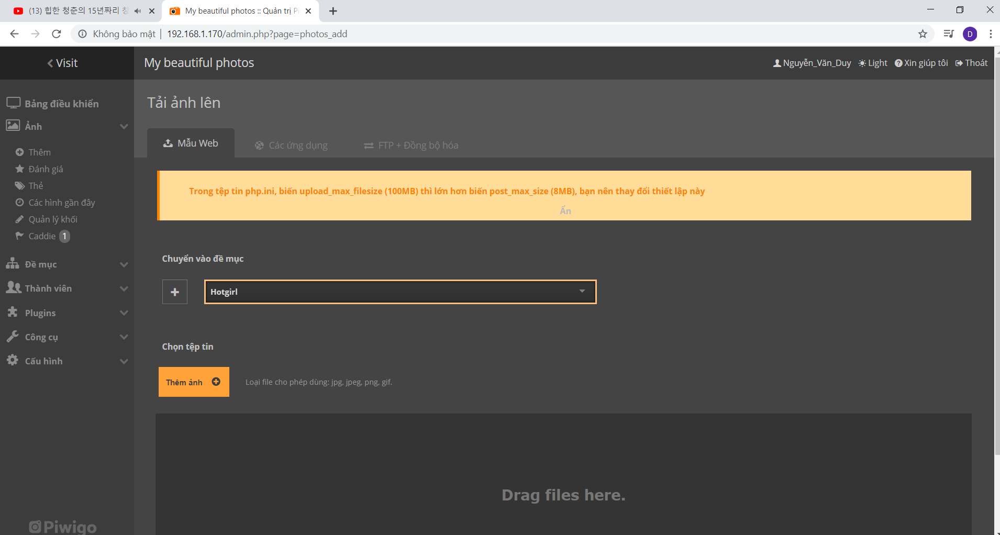 (13) 힙한 청춘의 15년짜리
My beautiful photos :: Quản trị Pi
Không bảo mật | 192.168.1.170/admin.php?page=photos_add
D
Visit
My beautiful photos
Nguyễn_Văn_Duy Light Xin giúp tôi Thoát
Tải ảnh lên
Mẫu Web
Các ứng dụng
FTP + Đồng bộ hóa
Bảng điều khiển
Ảnh
Thêm
Đánh giá
Thẻ
Các hình gần đây
Quản lý khối
Caddie 1
Đề mục
Thành viên
Plugins
Công cụ
Cấu hình
Piwigo
Trong tệp tin php.ini, biến upload_max_filesize (100MB) thì lớn hơn biến post_max_size (8MB), bạn nên thay đổi thiết lập này
Ẩn
Chuyển vào đề mục
Hotgirl
Chọn tệp tin
Thêm ảnh
Loại file cho phép dùng: jpg, jpeg, png, gif.
Drag files here.